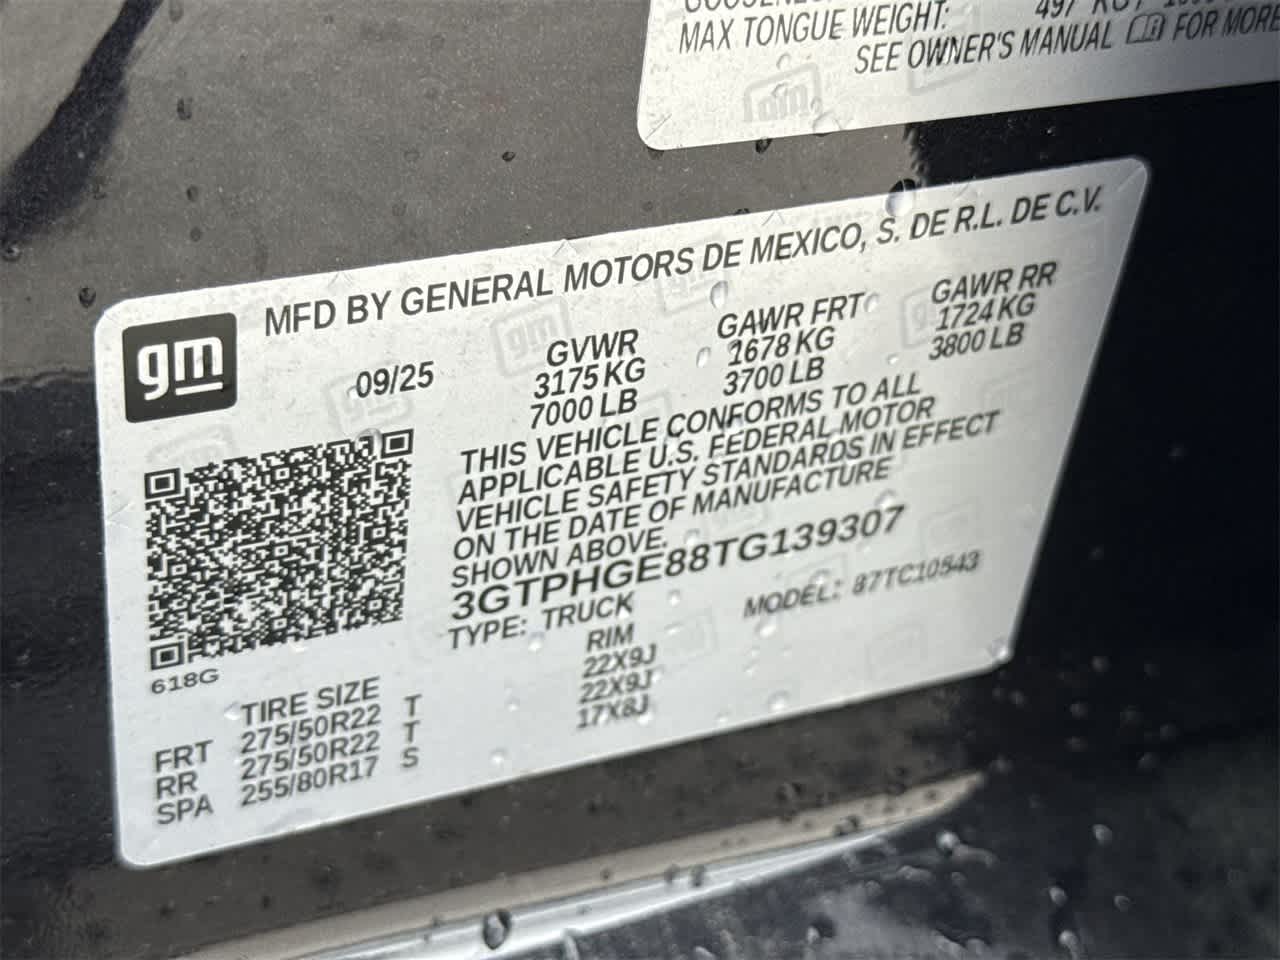 MAX TONGUE WEIGHT: 497 KG
SEE OWNER'S MANUAL FOR MORE
gm
MFD BY GENERAL MOTORS DE MEXICO, S. DE R.L. DE C.V.
09/25
GVWR GAWR FRT GAWR RR
3175 KG 1678 KG 1724 KG
7000 LB 3700 LB 3800 LB
THIS VEHICLE CONFORMS TO ALL
APPLICABLE U.S. FEDERAL MOTOR
VEHICLE SAFETY STANDARDS IN EFFECT
ON THE DATE OF MANUFACTURE
SHOWN ABOVE.
3GTPHGE88TG139307
TYPE: TRUCK MODEL: 87TC10543
618G
TIRE SIZE RIM
FRT 275/50R22 T 22X9J
RR 275/50R22 T 22X9J
SPA 255/80R17 S 17X8J